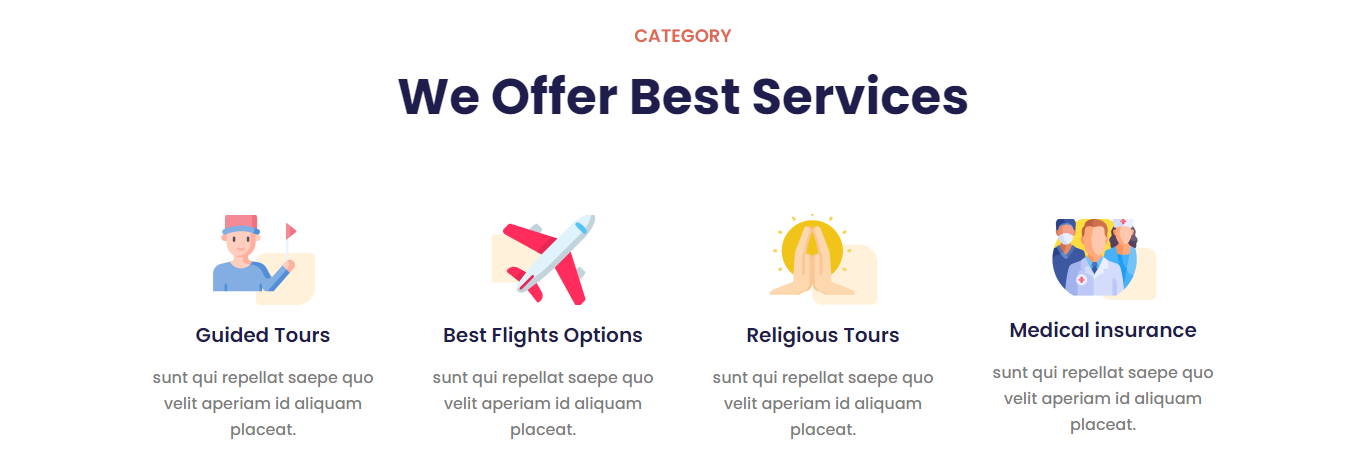 CATEGORY
We Offer Best Services
Guided Tours
sunt qui repellat saepe quo
velit aperiam id aliquam
placeat.
Best Flights Options
sunt qui repellat saepe quo
velit aperiam id aliquam
placeat.
Religious Tours
sunt qui repellat saepe quo
velit aperiam id aliquam
placeat.
Medical insurance
sunt qui repellat saepe quo
velit aperiam id aliquam
placeat.